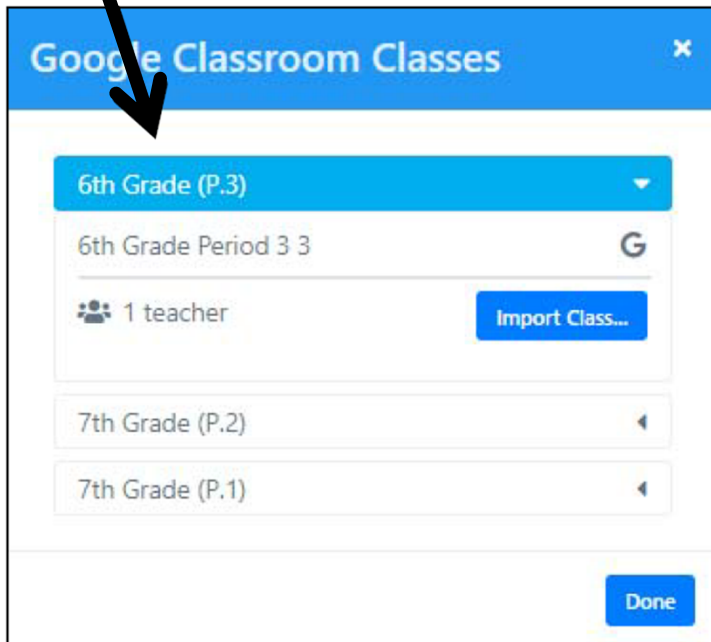 Google Classroom Classes ×
6th Grade (P.3)
6th Grade Period 3 3 G
1 teacher Import Class...
7th Grade (P.2)
7th Grade (P.1)
Done